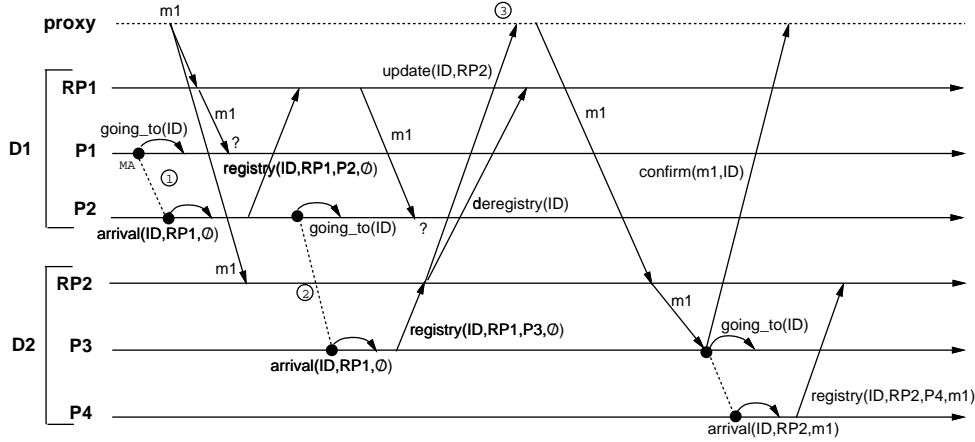 m1 ③
proxy
update(ID,RP2)
RP1
m1 m1 m1
going_to(ID) ?
D1 P1
MA registry(ID,RP1,P2,∅)
① confirm(m1,ID)
P2 deregistry(ID)
going_to(ID) ?
arrival(ID,RP1,∅)
m1
RP2
② m1
going_to(ID)
registry(ID,RP1,P3,∅)
D2 P3
arrival(ID,RP1,∅)
registry(ID,RP2,P4,m1)
P4
arrival(ID,RP2,m1)